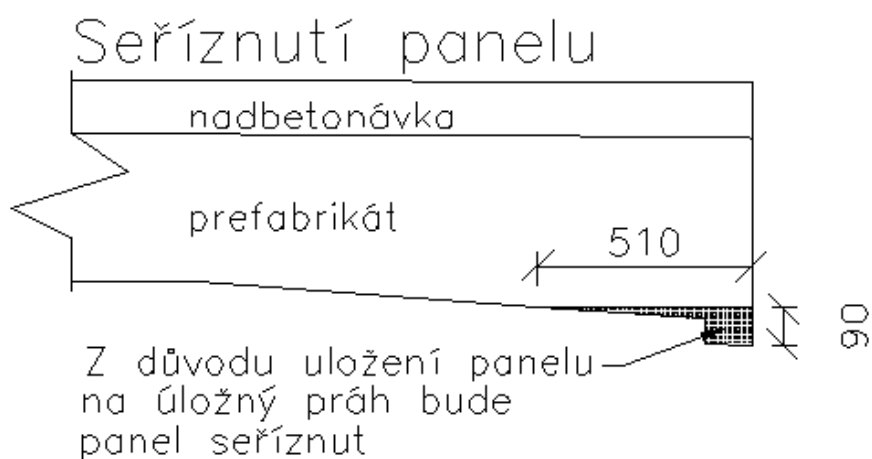 Seříznutí panelu
nadbetonávka
prefabrikát
510
90
Z důvodu uložení panelu
na úložný práh bude
panel seříznut